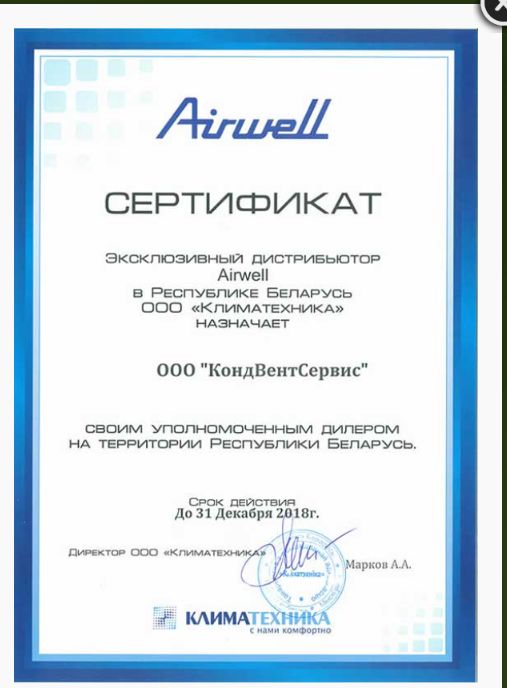 Airwell
СЕРТИФИКАТ
Эксклюзивный дистрибьютор
Airwell
в Республике Беларусь
ООО «Климатехника»
назначает
ООО "КондВентСервис"
своим уполномоченным дилером
на территории Республики Беларусь.
Срок действия
До 31 Декабря 2018г.
Директор ООО «Климатехника»
Марков А.А.
КЛИМАТЕХНИКА
с нами комфортно